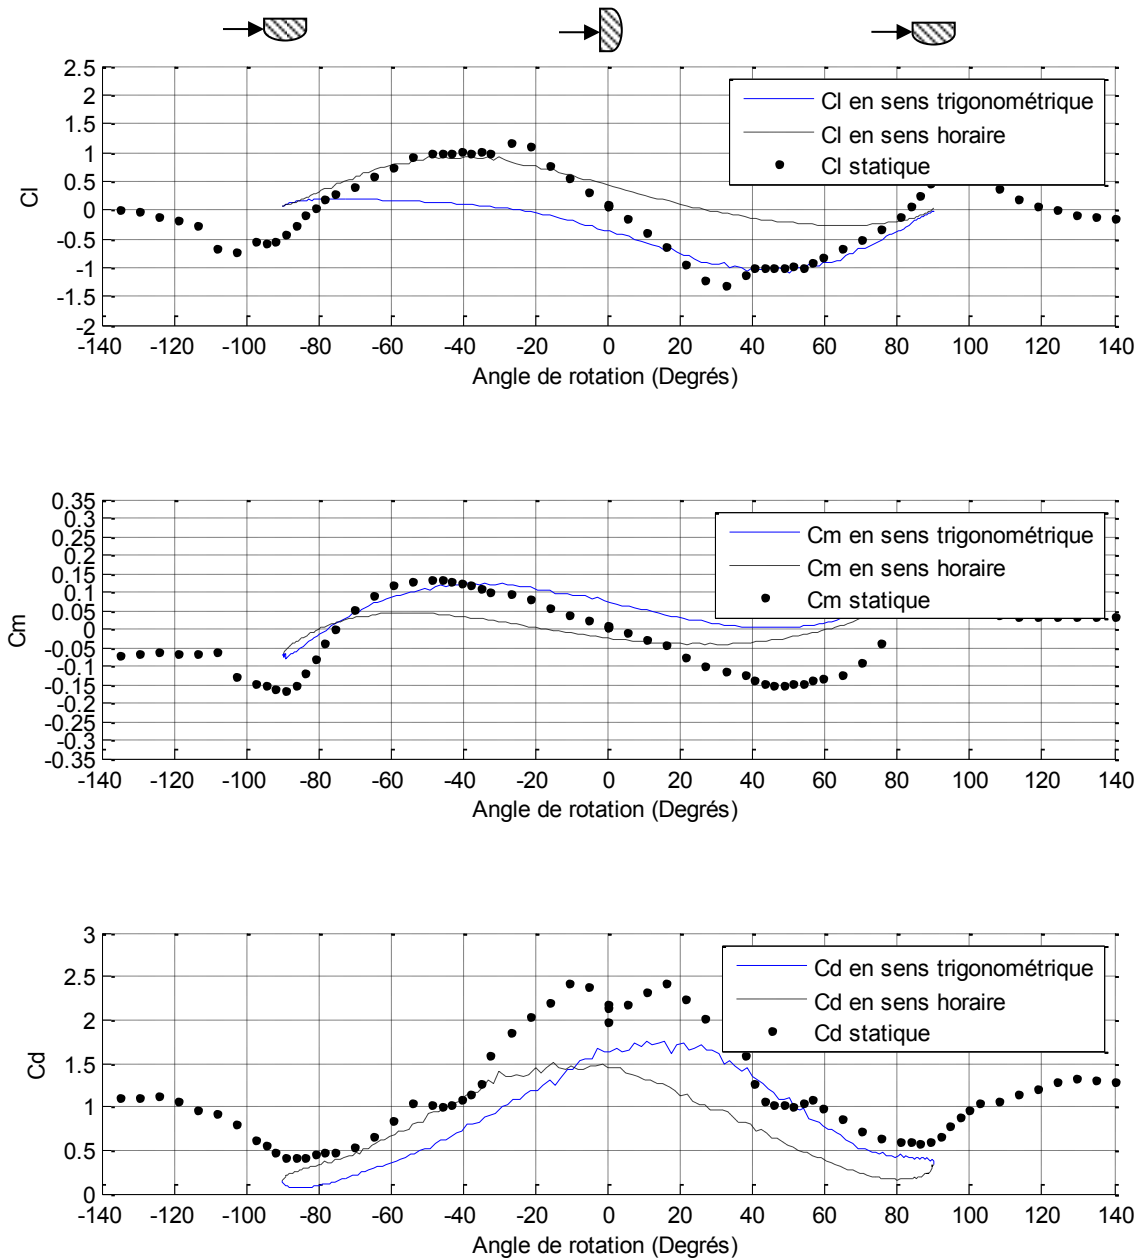 2.5
2
1.5
1
0.5
0
-0.5
-1
-1.5
-2
Cl
Cl en sens trigonométrique
Cl en sens horaire
Cl statique
-140 -120 -100 -80 -60 -40 -20 0 20 40 60 80 100 120 140
Angle de rotation (Degrés)
0.35
0.3
0.25
0.2
0.15
0.1
0.05
0
-0.05
-0.1
-0.15
-0.2
-0.25
-0.3
-0.35
Cm
Cm en sens trigonométrique
Cm en sens horaire
Cm statique
-140 -120 -100 -80 -60 -40 -20 0 20 40 60 80 100 120 140
Angle de rotation (Degrés)
3
2.5
2
1.5
1
0.5
0
Cd
Cd en sens trigonométrique
Cd en sens horaire
Cd statique
-140 -120 -100 -80 -60 -40 -20 0 20 40 60 80 100 120 140
Angle de rotation (Degrés)